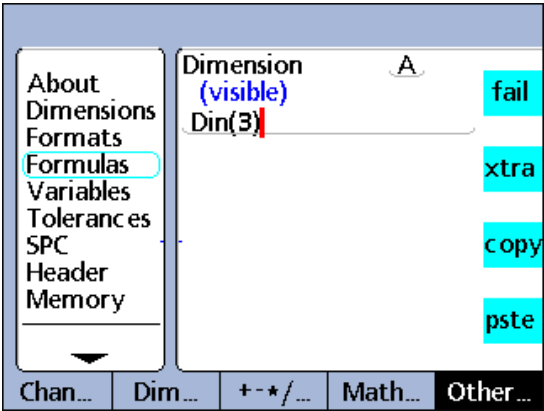 About
Dimensions
Formats
Formulas
Variables
Tolerances
SPC
Header
Memory
Dimension A
(visible)
Din(3)
fail
xtra
copy
pste
Chan... Dim... +-*/... Math... Other...